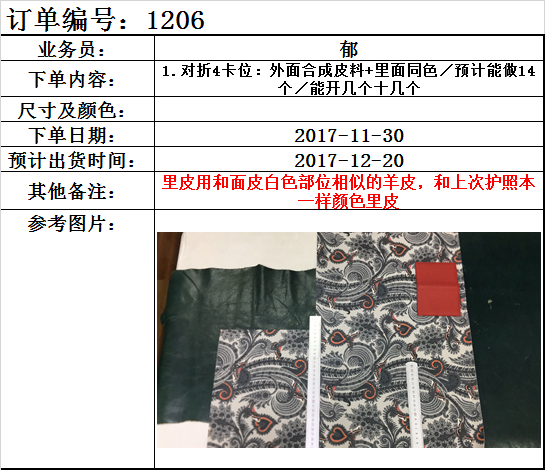 订单编号：1206
业务员： 郁
下单内容： 1.对折4卡位：外面合成皮料+里面同色／预计能做14
个／能开几个十几个
尺寸及颜色：
下单日期： 2017-11-30
预计出货时间： 2017-12-20
其他备注： 里皮用和面皮白色部位相似的羊皮，和上次护照本
一样颜色里皮
参考图片：